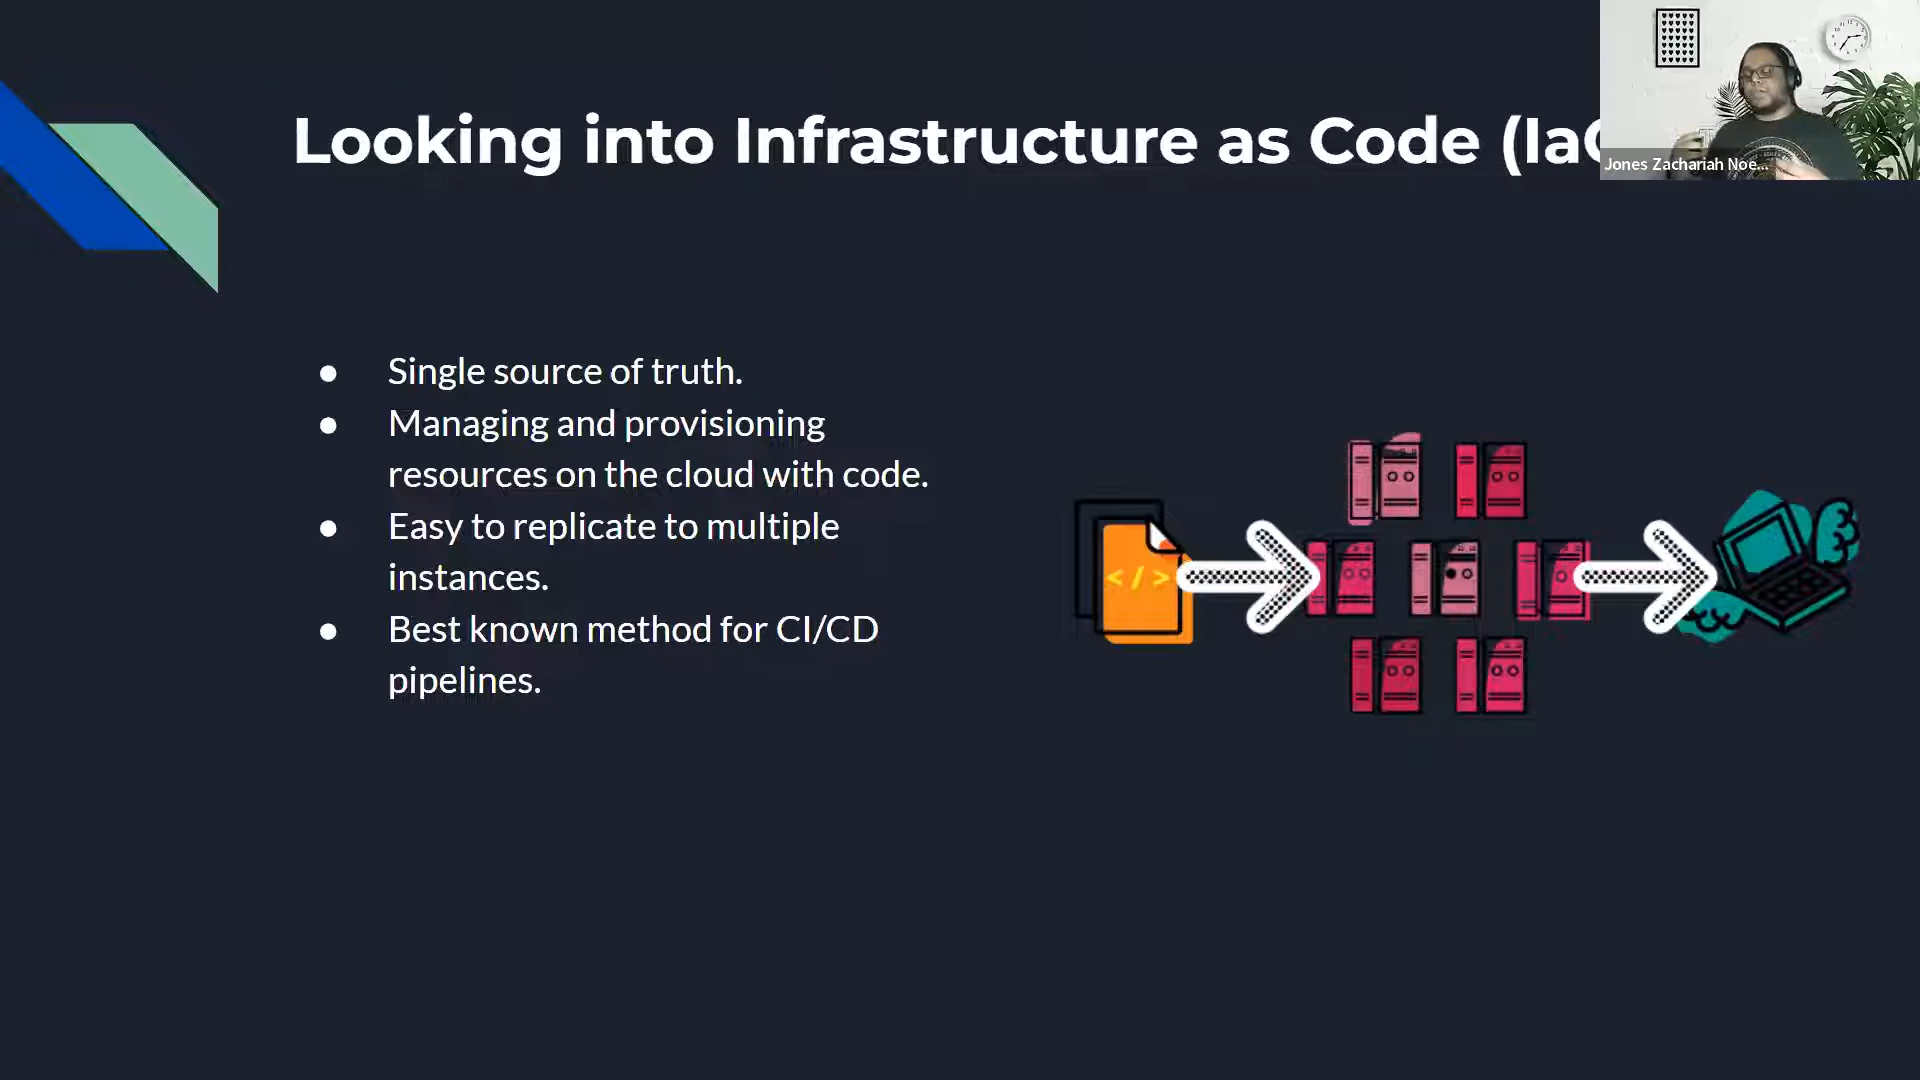 Looking into Infrastructure as Code (IaC
Jones Zachariah Noe...
● Single source of truth.
● Managing and provisioning
resources on the cloud with code.
● Easy to replicate to multiple
instances.
● Best known method for CI/CD
pipelines.
<//>